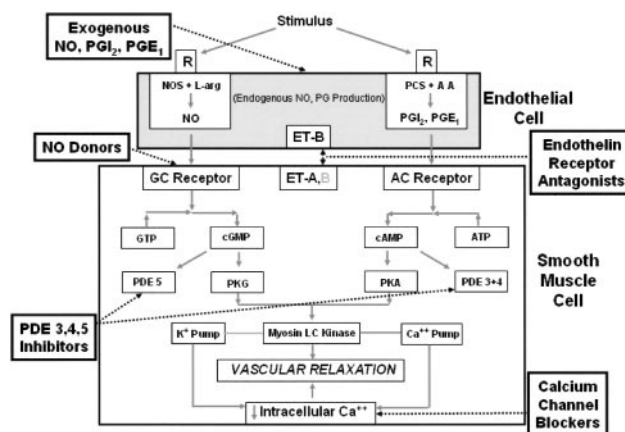 Stimulus
Exogenous
NO, PGI2, PGE1
R
R
NOS + L-arg
NO
(Endogenous NO, PG Production)
PCS + A A
PGI2, PGE1
Endothelial
Cell
ET-B
NO Donors
Endothelin
Receptor
Antagonists
GC Receptor
ET-A,B
AC Receptor
GTP
cGMP
cAMP
ATP
PDE 5
PKG
PKA
PDE 3+4
Smooth
Muscle
Cell
PDE 3,4,5
Inhibitors
K+ Pump
Myosin LC Kinase
Ca++ Pump
VASCULAR RELAXATION
↓ Intracellular Ca++
Calcium
Channel
Blockers